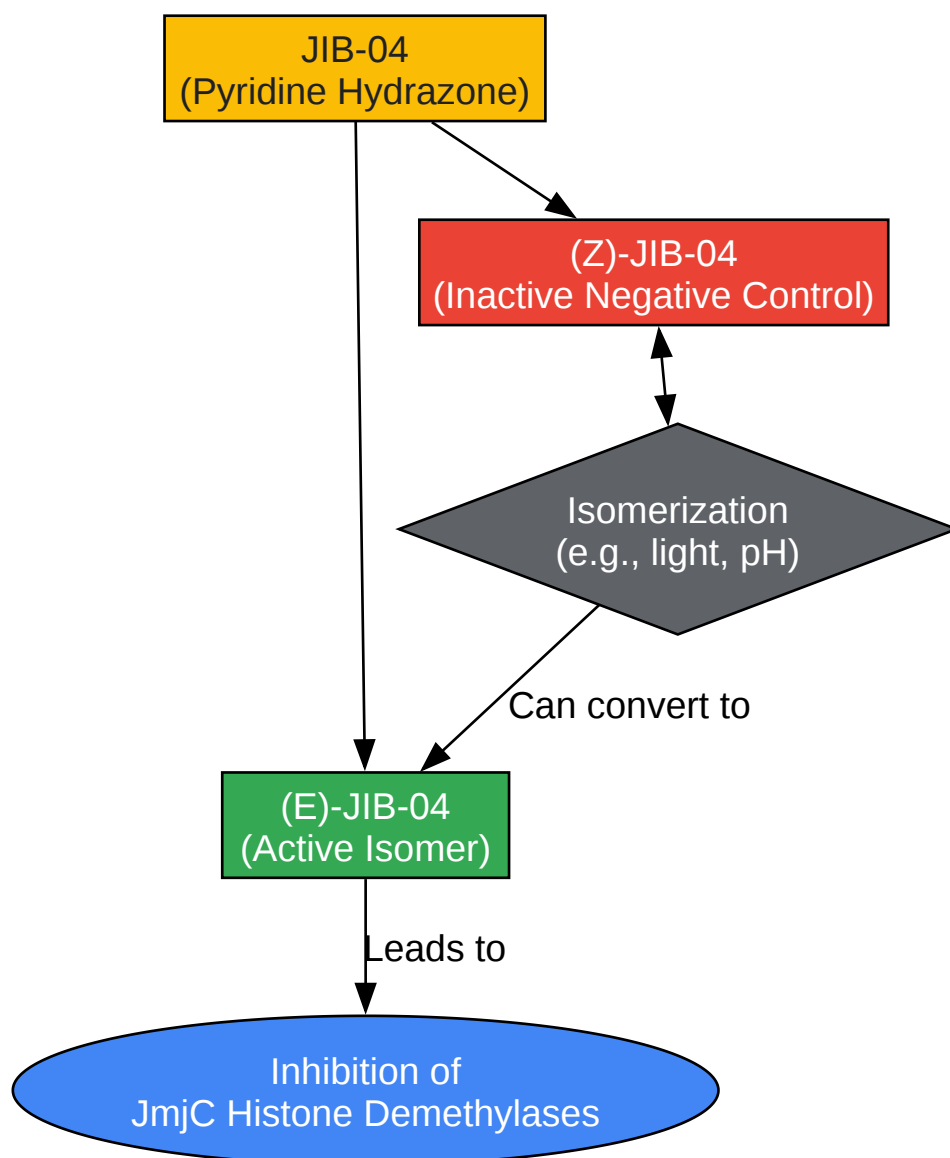 JIB-04
(Pyridine Hydrazone)
(Z)-JIB-04
(Inactive Negative Control)
Isomerization
(e.g., light, pH)
Can convert to
(E)-JIB-04
(Active Isomer)
Leads to
Inhibition of
JmjC Histone Demethylases